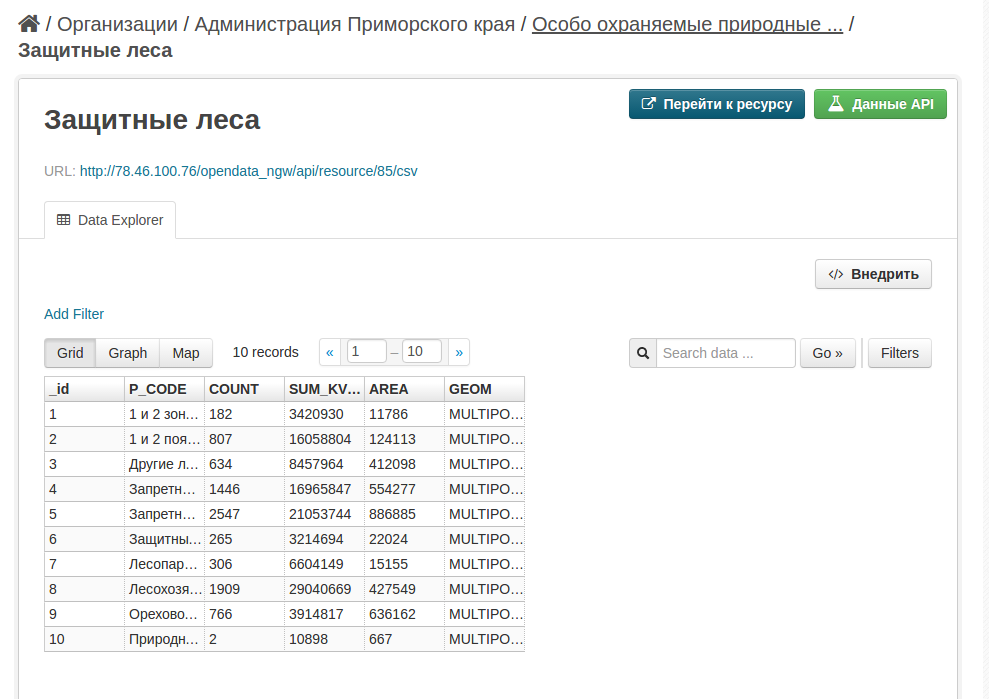 / Организации / Администрация Приморского края / Особо охраняемые природные ... /
Защитные леса
Защитные леса
Перейти к ресурсу
Данные API
URL: http://78.46.100.76/opendata_ngw/api/resource/85/csv
Data Explorer
</> Внедрить
Add Filter
Grid Graph Map 10 records « 1 – 10 » Search data ... Go » Filters
_id P_CODE COUNT SUM_KV... AREA GEOM
1 1 и 2 зон... 182 3420930 11786 MULTIPO...
2 1 и 2 поя... 807 16058804 124113 MULTIPO...
3 Другие л... 634 8457964 412098 MULTIPO...
4 Запретн... 1446 16965847 554277 MULTIPO...
5 Запретн... 2547 21053744 886885 MULTIPO...
6 Защитны... 265 3214694 22024 MULTIPO...
7 Лесопар... 306 6604149 15155 MULTIPO...
8 Лесохозя... 1909 29040669 427549 MULTIPO...
9 Орехово... 766 3914817 636162 MULTIPO...
10 Природн... 2 10898 667 MULTIPO...